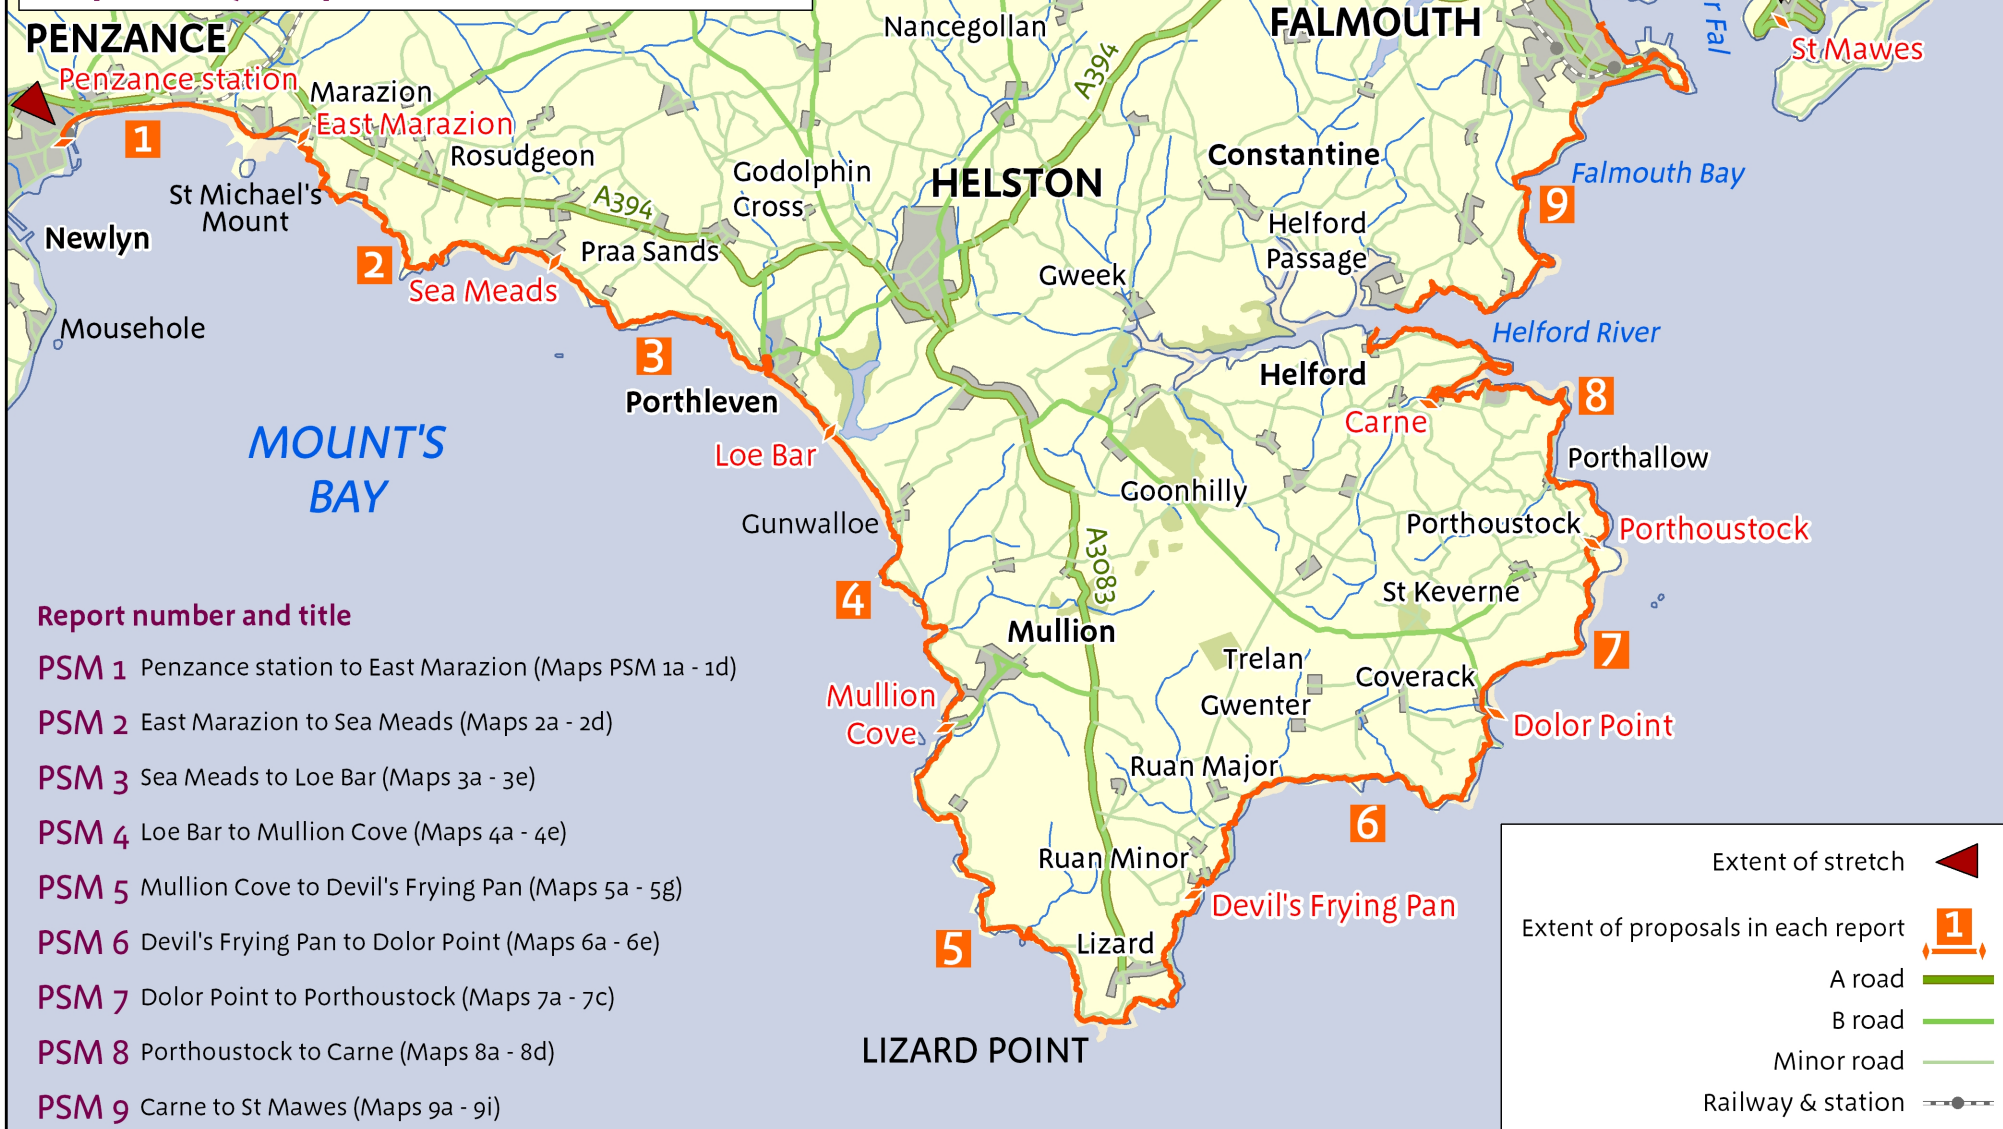 PENZANCE
Penzance station
1
Marazion
East Marazion
Rosudgeon
St Michael's
Mount
Newlyn
Mousehole
2
Sea Meads
A394
Praa Sands
Godolphin
Cross
Nancegollan
A394
HELSTON
FALMOUTH
St Mawes
Constantine
Falmouth Bay
9
Helford
Passage
Gweek
Helford River
3
Porthleven
Loe Bar
Helford
Carne
8
Porthallow
MOUNT'S
BAY
Goonhilly
Gunwalloe
A3083
Porthoustock
Porthoustock
4
St Keverne
Mullion
7
Trelan
Coverack
Gwenter
Mullion
Cove
Dolor Point
Ruan Major
6
Ruan Minor
Devil's Frying Pan
5
Lizard
LIZARD POINT
Report number and title
PSM 1 Penzance station to East Marazion (Maps PSM 1a - 1d)
PSM 2 East Marazion to Sea Meads (Maps 2a - 2d)
PSM 3 Sea Meads to Loe Bar (Maps 3a - 3e)
PSM 4 Loe Bar to Mullion Cove (Maps 4a - 4e)
PSM 5 Mullion Cove to Devil's Frying Pan (Maps 5a - 5g)
PSM 6 Devil's Frying Pan to Dolor Point (Maps 6a - 6e)
PSM 7 Dolor Point to Porthoustock (Maps 7a - 7c)
PSM 8 Porthoustock to Carne (Maps 8a - 8d)
PSM 9 Carne to St Mawes (Maps 9a - 9i)
Extent of stretch
Extent of proposals in each report 1
A road
B road
Minor road
Railway & station